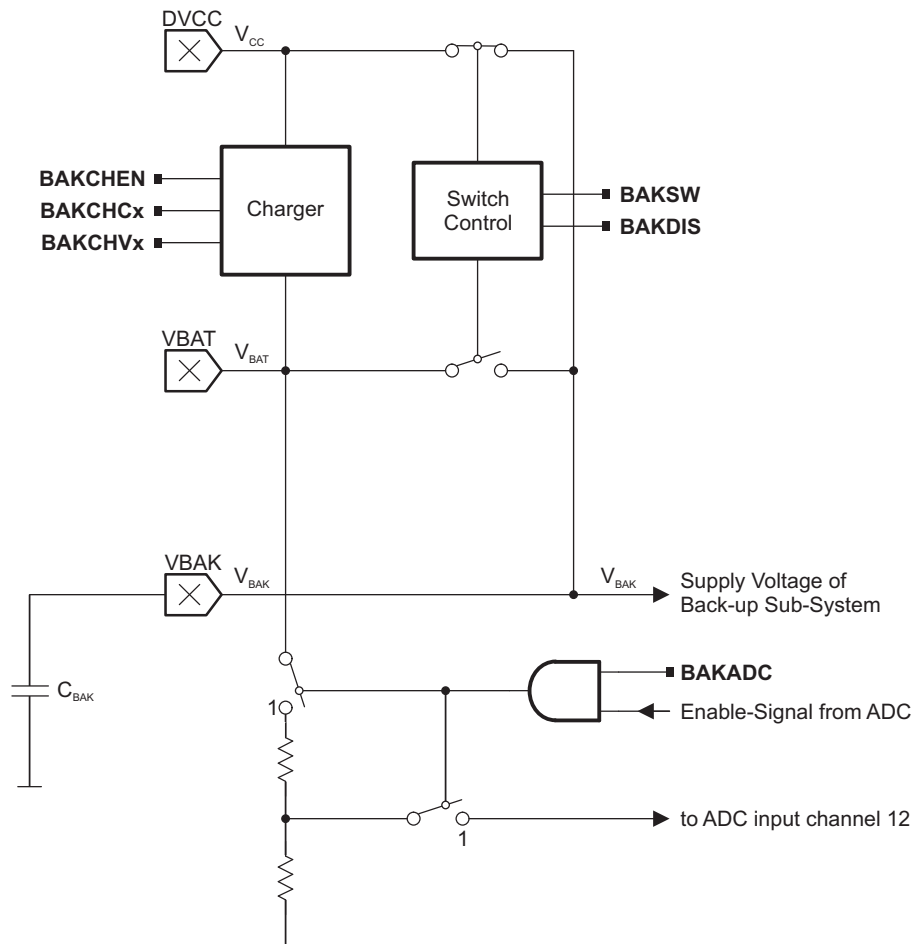 DVCC
VCC
BAKCHEN
BAKCHCx
BAKCHVx
Charger
Switch
Control
BAKSW
BAKDIS
VBAT
VBAT
VBAK
VBAK
VBAK
Supply Voltage of
Back-up Sub-System
CBAK
BAKADC
1
Enable-Signal from ADC
to ADC input channel 12
1